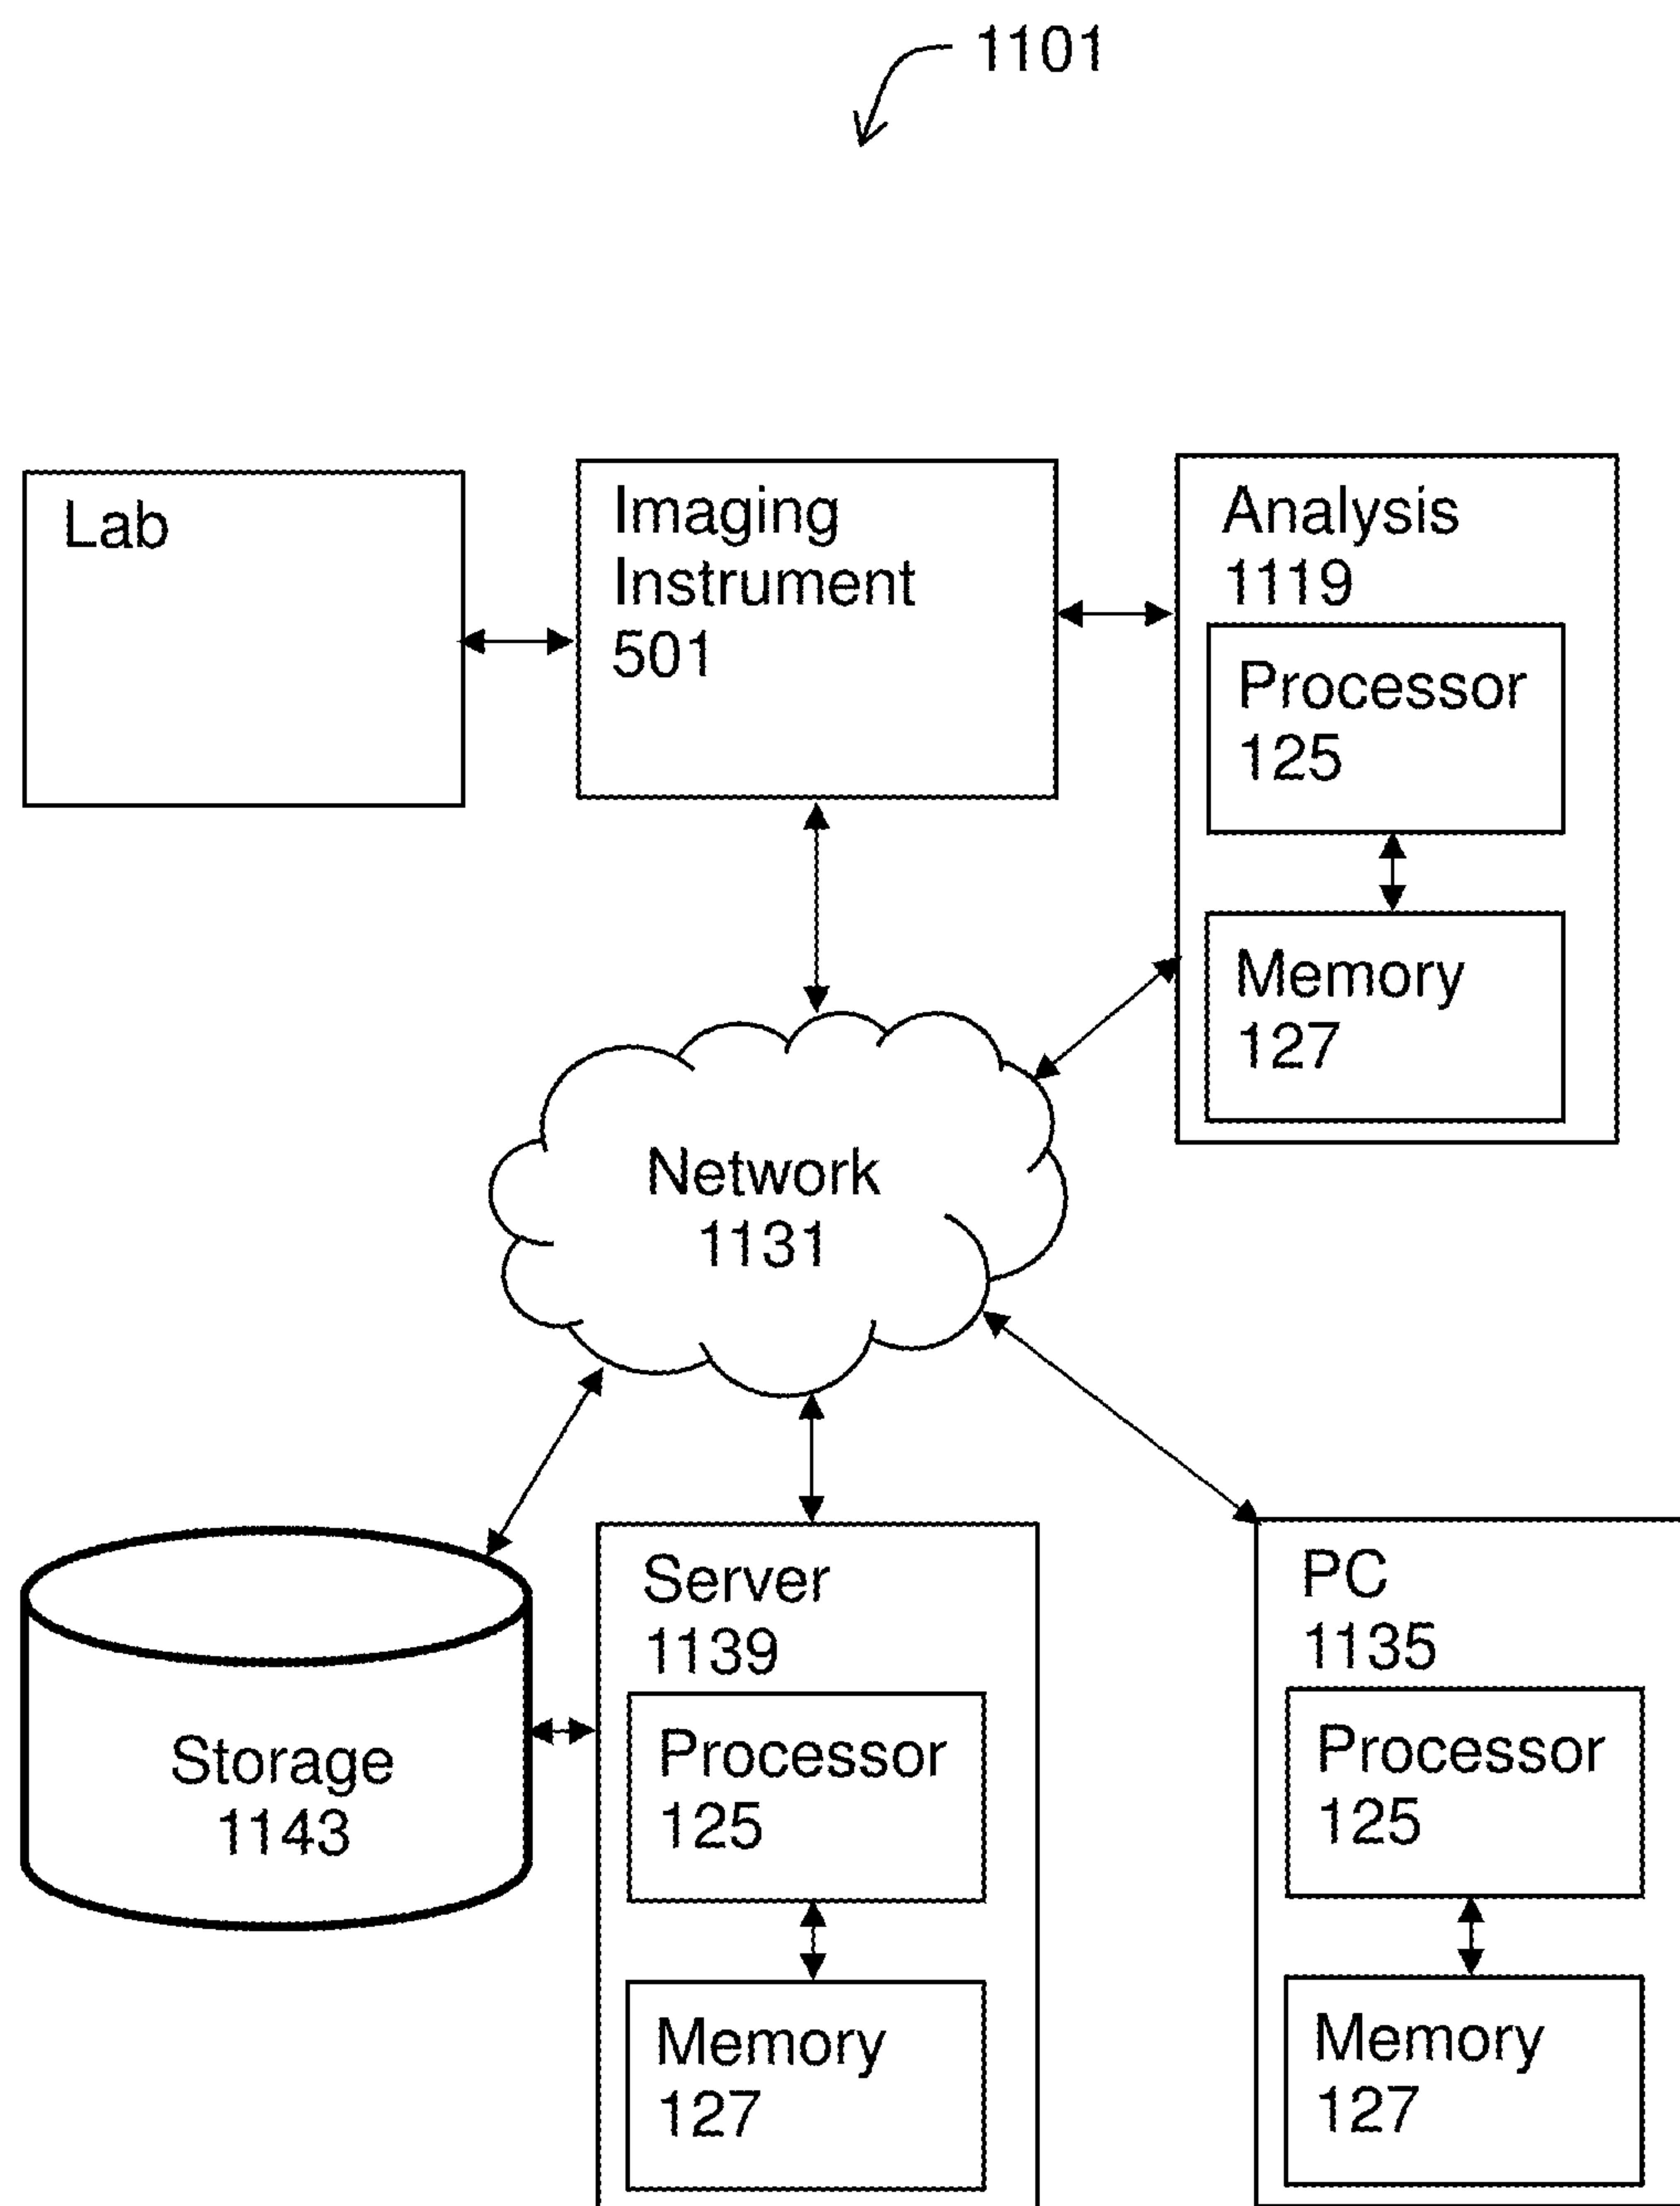 1101
Lab
Imaging
Instrument
501
Analysis
1119
Processor
125
Memory
127
Network
1131
Storage
1143
Server
1139
Processor
125
Memory
127
PC
1135
Processor
125
Memory
127